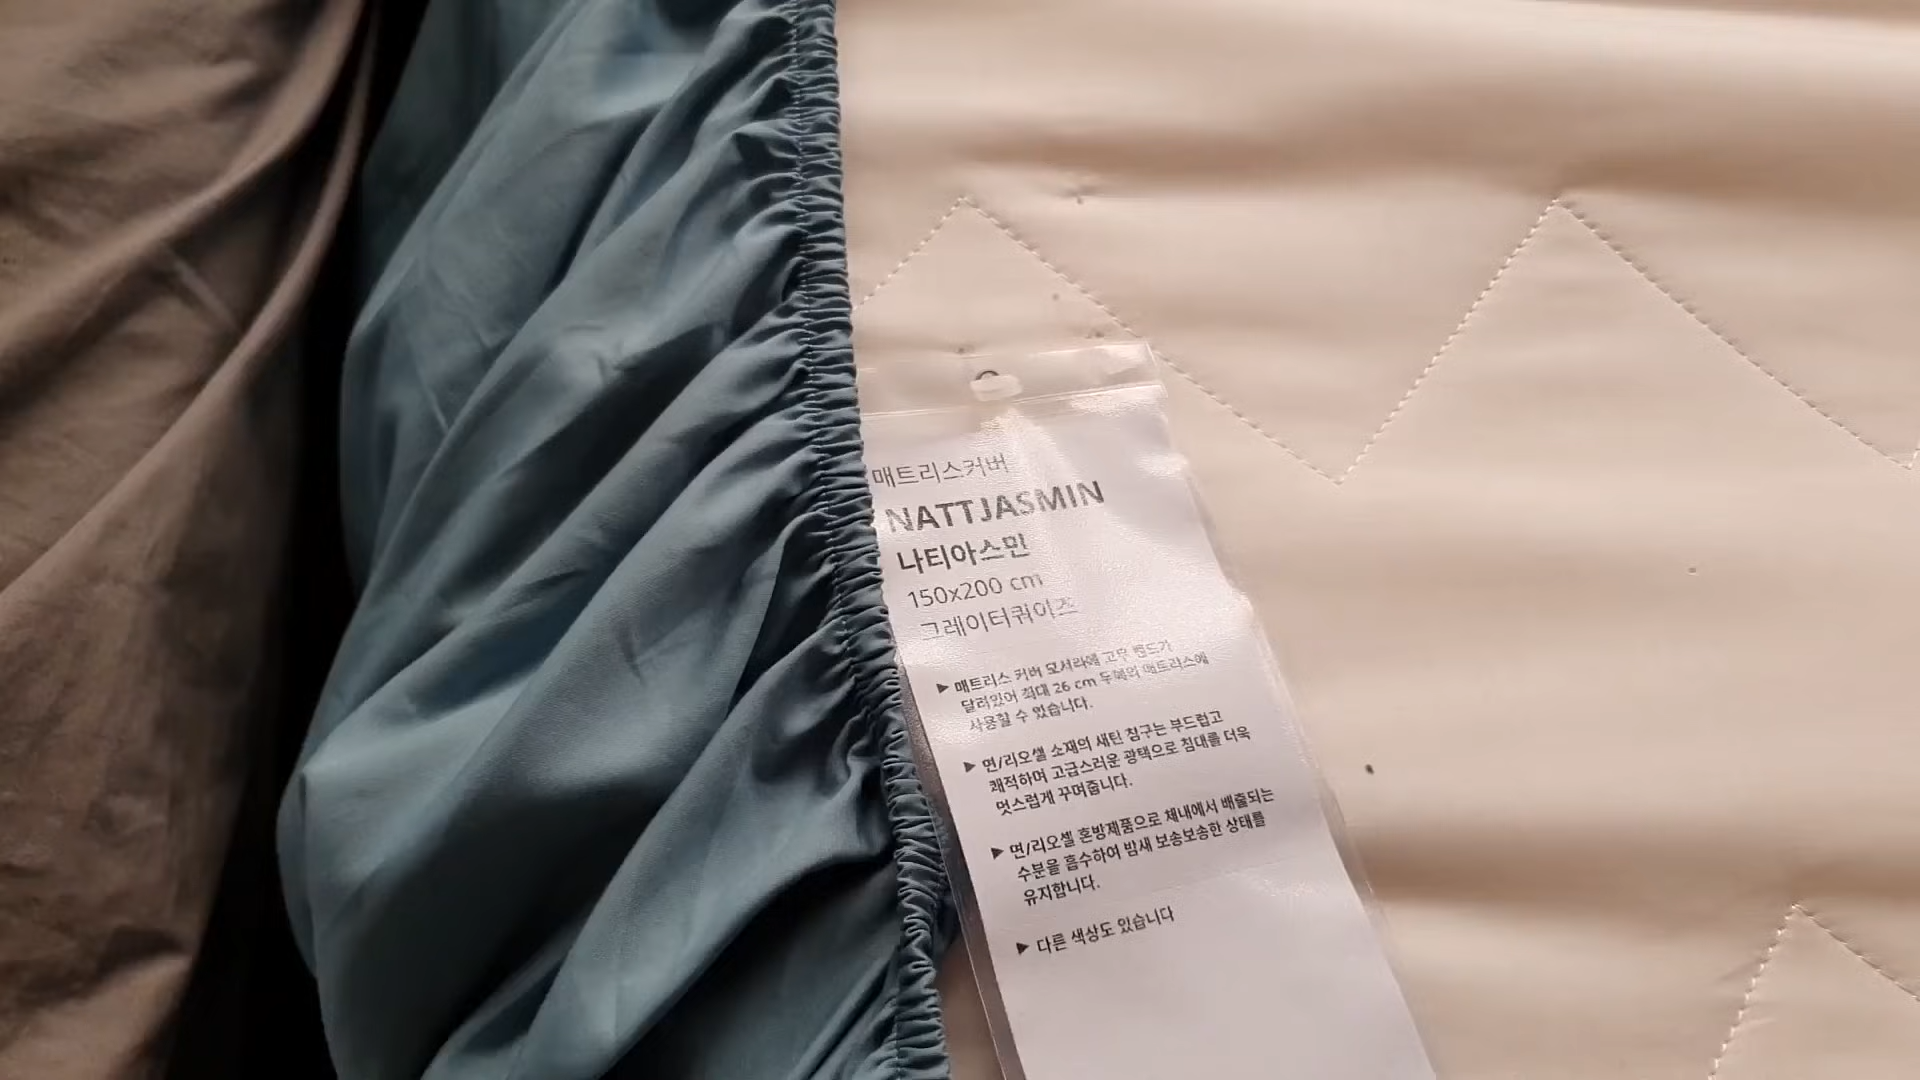 매트리스커버
NATTJASMIN
나티아스민
150x200 cm
그레이터쿼이즈
▶ 매트리스 커버 모서리에 고무 밴드가
달려있어 최대 26 cm 두께의 매트리스에
사용할 수 있습니다.
▶ 면/리오셀 소재의 새틴 침구는 부드럽고
쾌적하며 고급스러운 광택으로 침대를 더욱
멋스럽게 꾸며줍니다.
▶ 면/리오셀 혼방제품으로 체내에서 배출되는
수분을 흡수하여 밤새 보송보송한 상태를
유지합니다.
▶ 다른 색상도 있습니다